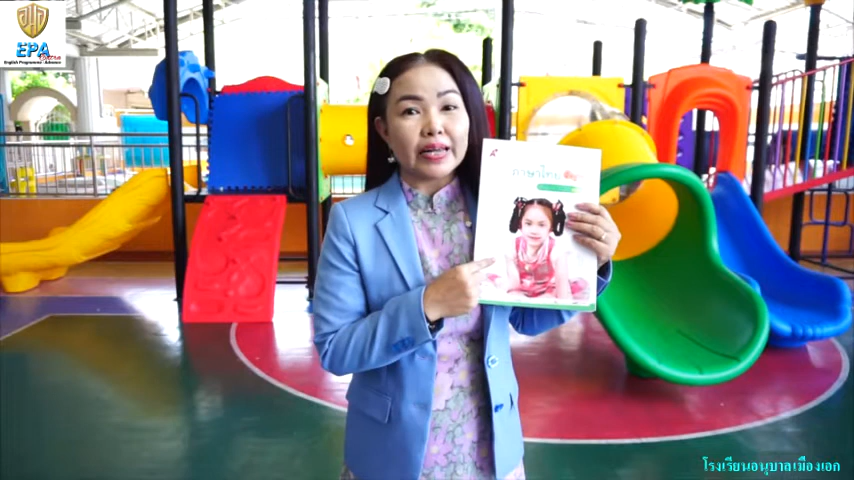 EPA
Extra
English Programme : Advance
ภาษาไทย
โรงเรียนอนุบาลเมืองเอก